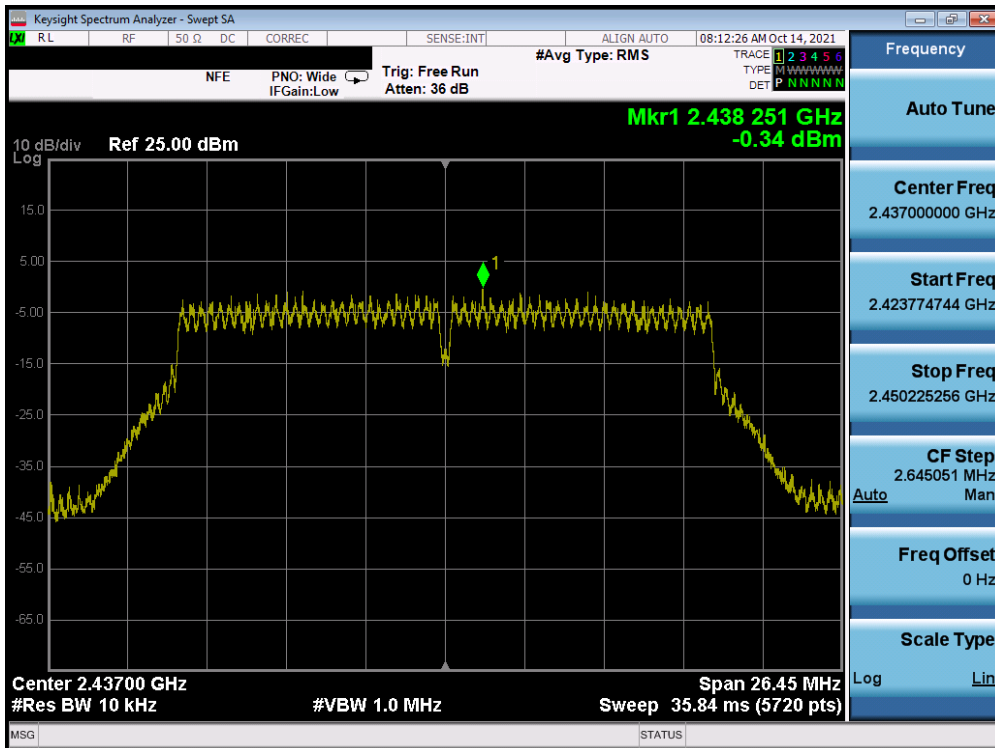 Keysight Spectrum Analyzer - Swept SA
LXI RL RF 50 Ω DC CORREC SENSE:INT ALIGN AUTO 08:12:26 AM Oct 14, 2021
NFE PNO: Wide Trig: Free Run #Avg Type: RMS TRACE 1 2 3 4 5 6
IFGain:Low Atten: 36 dB TYPE M WWWWW
DET P N N N N N
Mkr1 2.438 251 GHz
-0.34 dBm
10 dB/div Ref 25.00 dBm
Log
15.0
5.00
1
-5.00
-15.0
-25.0
-35.0
-45.0
-55.0
-65.0
Center 2.43700 GHz Span 26.45 MHz
#Res BW 10 kHz #VBW 1.0 MHz Sweep 35.84 ms (5720 pts)
MSG STATUS
Frequency
Auto Tune
Center Freq
2.437000000 GHz
Start Freq
2.423774744 GHz
Stop Freq
2.450225256 GHz
CF Step
2.645051 MHz
Auto Man
Freq Offset
0 Hz
Scale Type
Log Lin